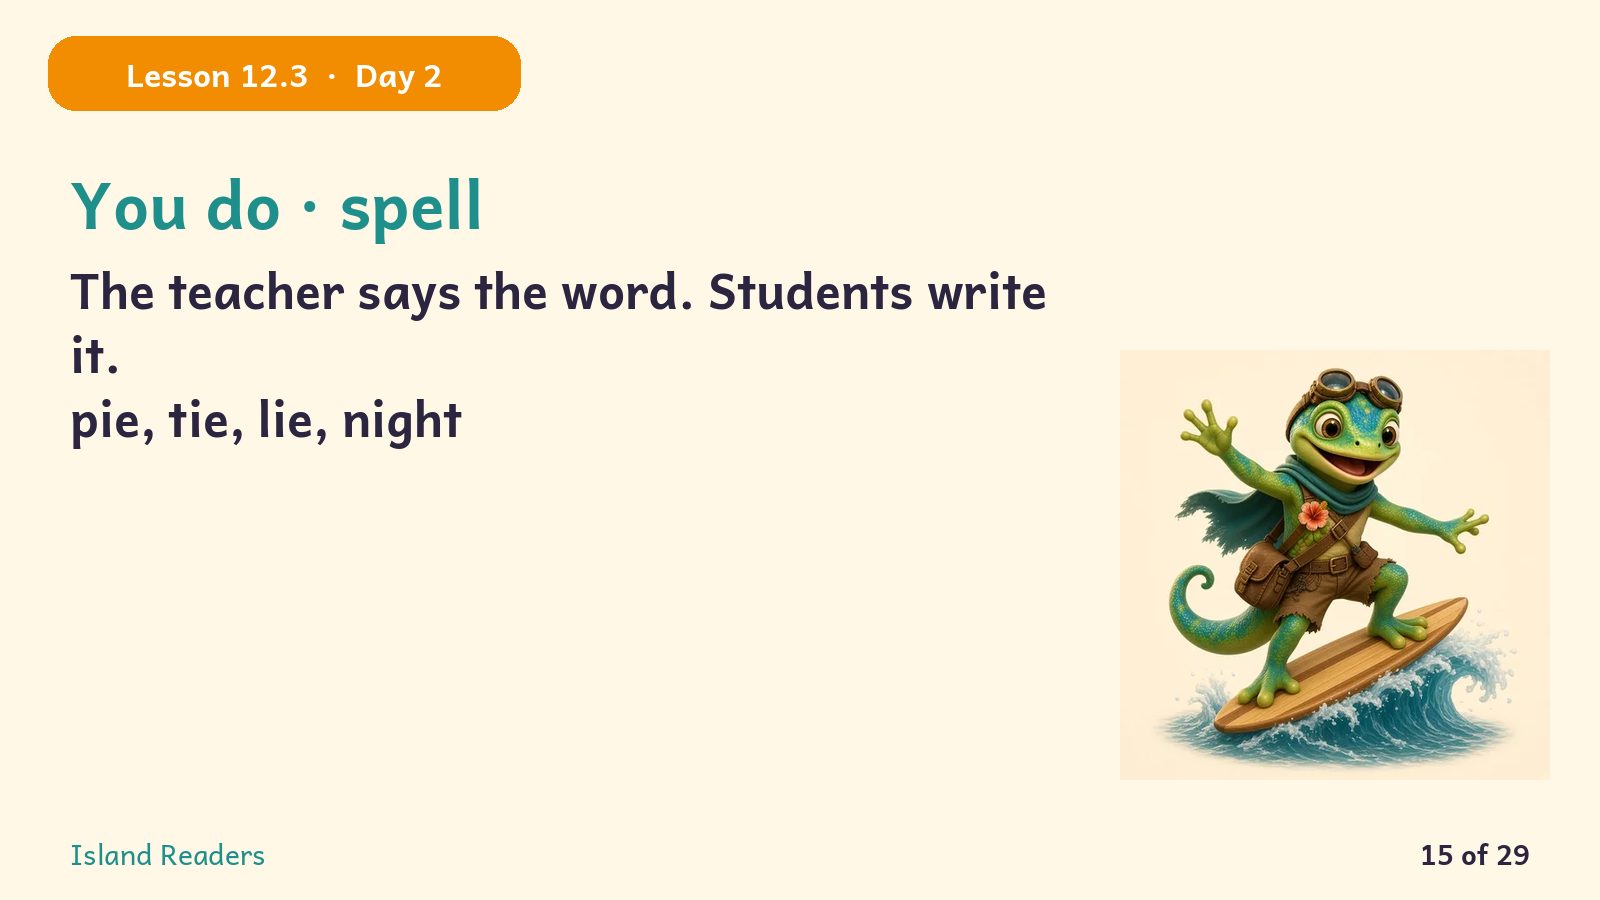 Lesson 12.3 · Day 2
You do · spell
The teacher says the word. Students write
it.
pie, tie, lie, night
Island Readers
15 of 29